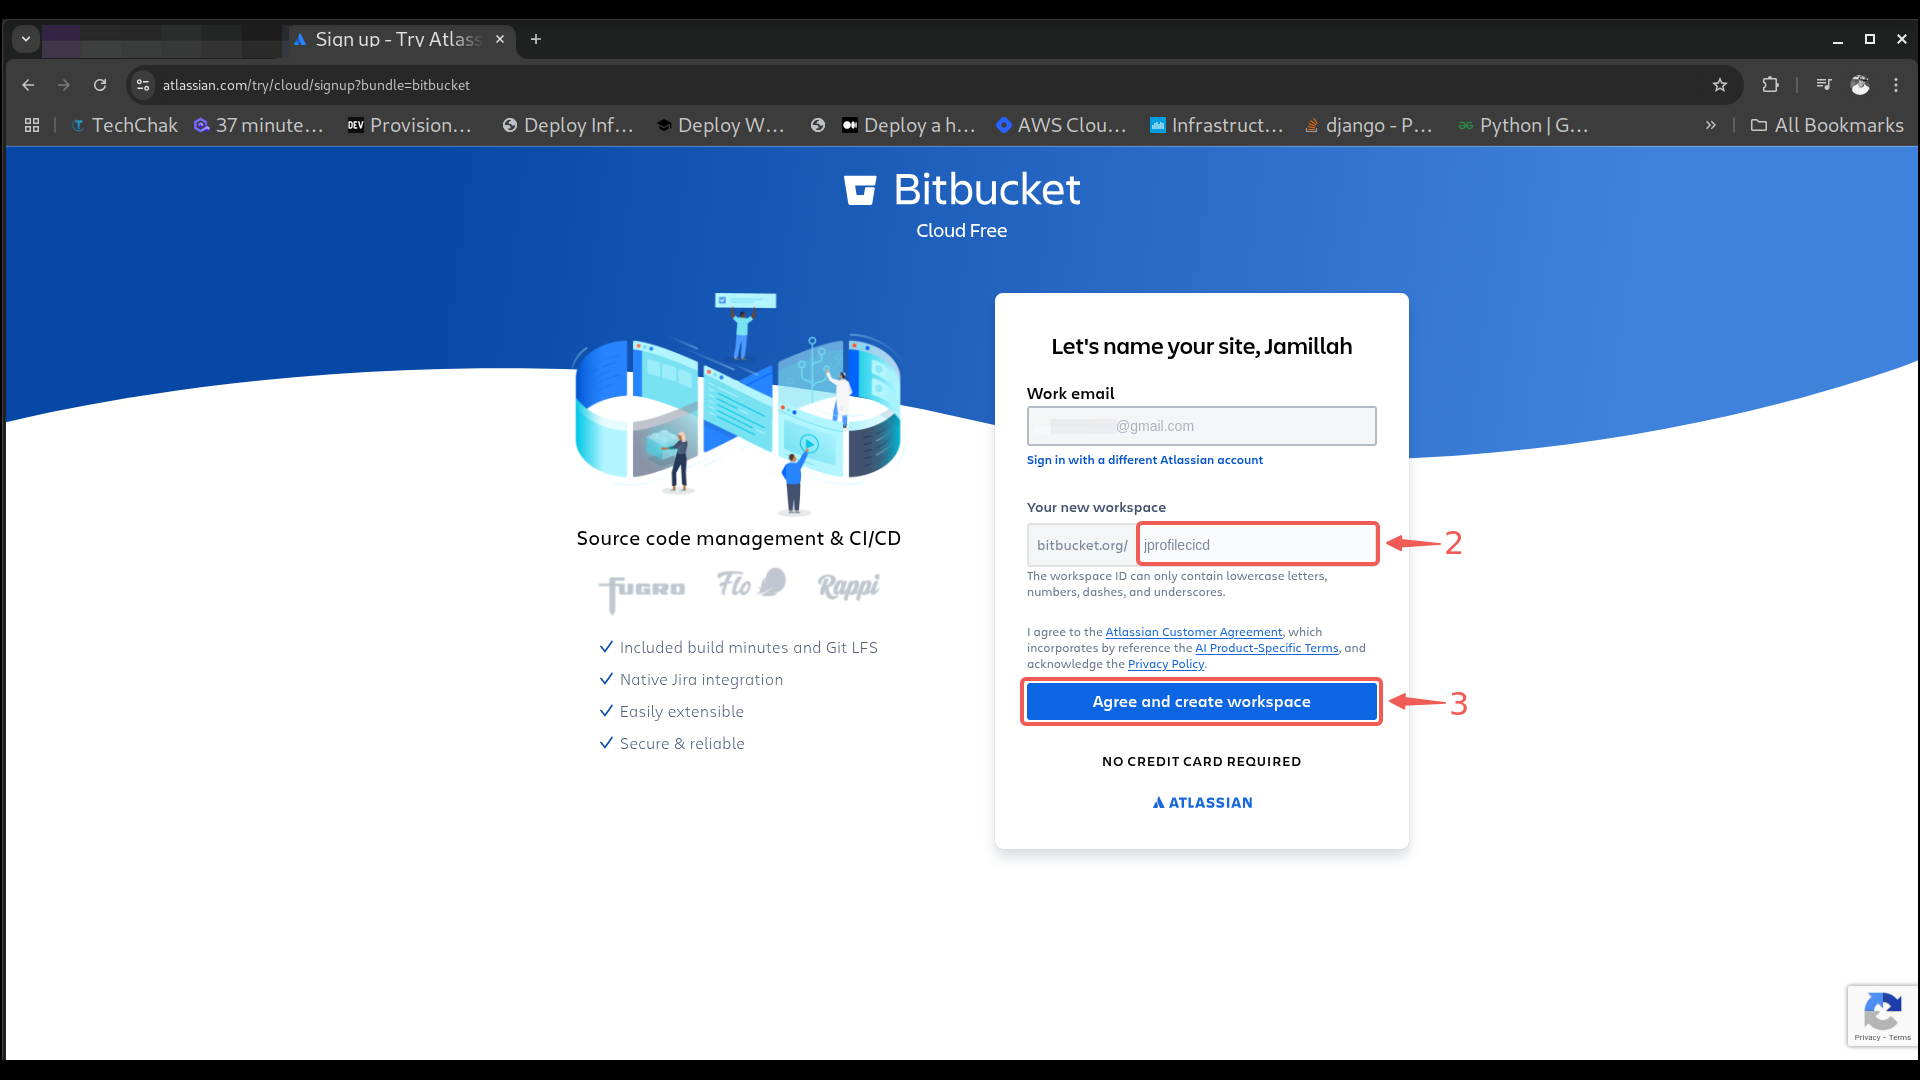 Sign up - Try Atlass
atlassian.com/try/cloud/signup?bundle=bitbucket
TechChak
37 minute...
DEV
Provision...
Deploy Inf...
Deploy W...
Deploy a h...
AWS Clou...
Infrastruct...
django - P...
Python | G...
All Bookmarks
Bitbucket
Cloud Free
Source code management & CI/CD
Fugro
Flo
Rappi
Included build minutes and Git LFS
Native Jira integration
Easily extensible
Secure & reliable
Let's name your site, Jamillah
Work email
@gmail.com
Sign in with a different Atlassian account
Your new workspace
bitbucket.org/ jprofilecicd
2
The workspace ID can only contain lowercase letters,
numbers, dashes, and underscores.
I agree to the Atlassian Customer Agreement, which
incorporates by reference the AI Product-Specific Terms, and
acknowledge the Privacy Policy.
Agree and create workspace
3
NO CREDIT CARD REQUIRED
ATLASSIAN
Privacy - Terms